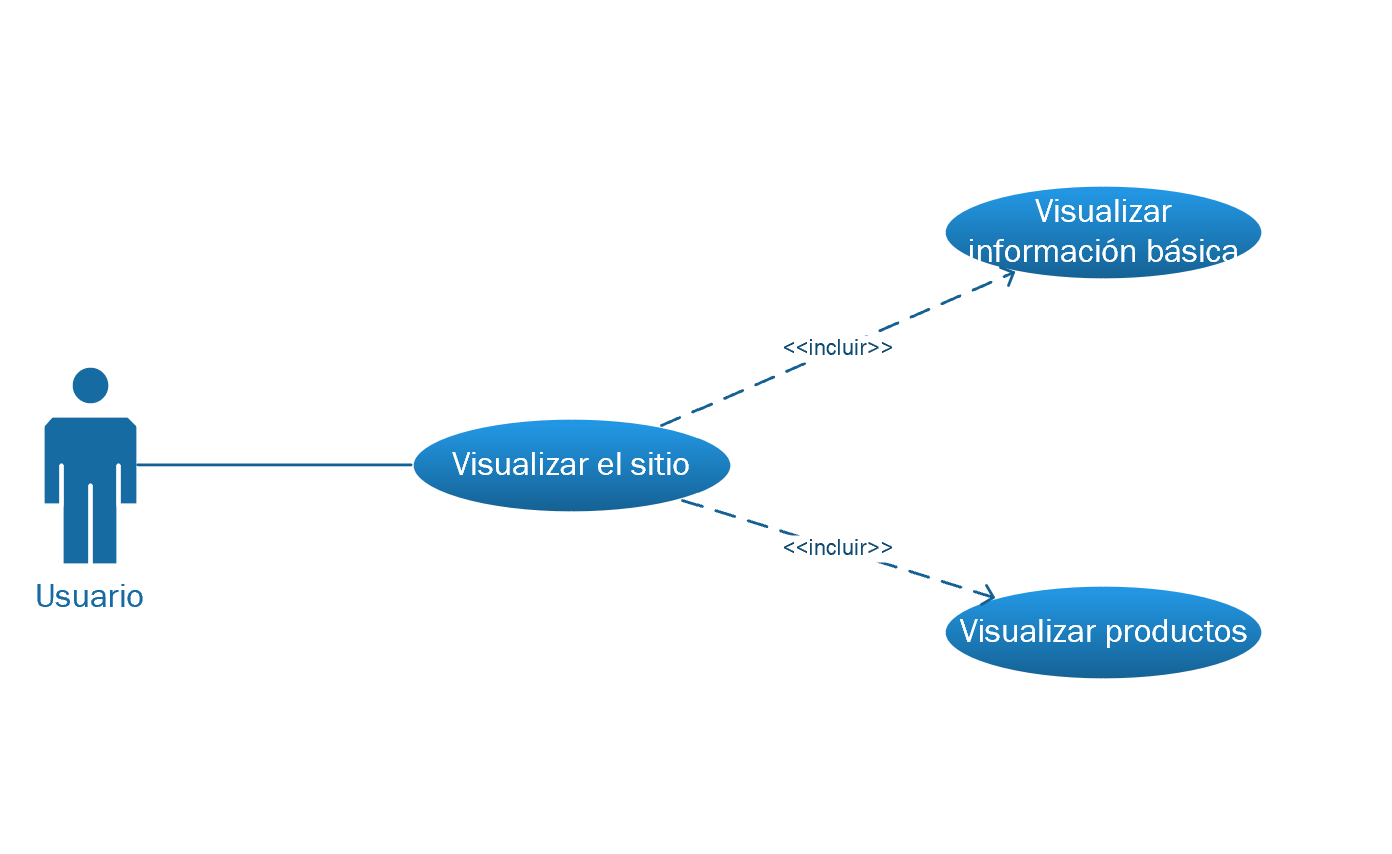 Visualizar
información básica
<<incluir>>
Visualizar el sitio
<<incluir>>
Usuario
Visualizar productos